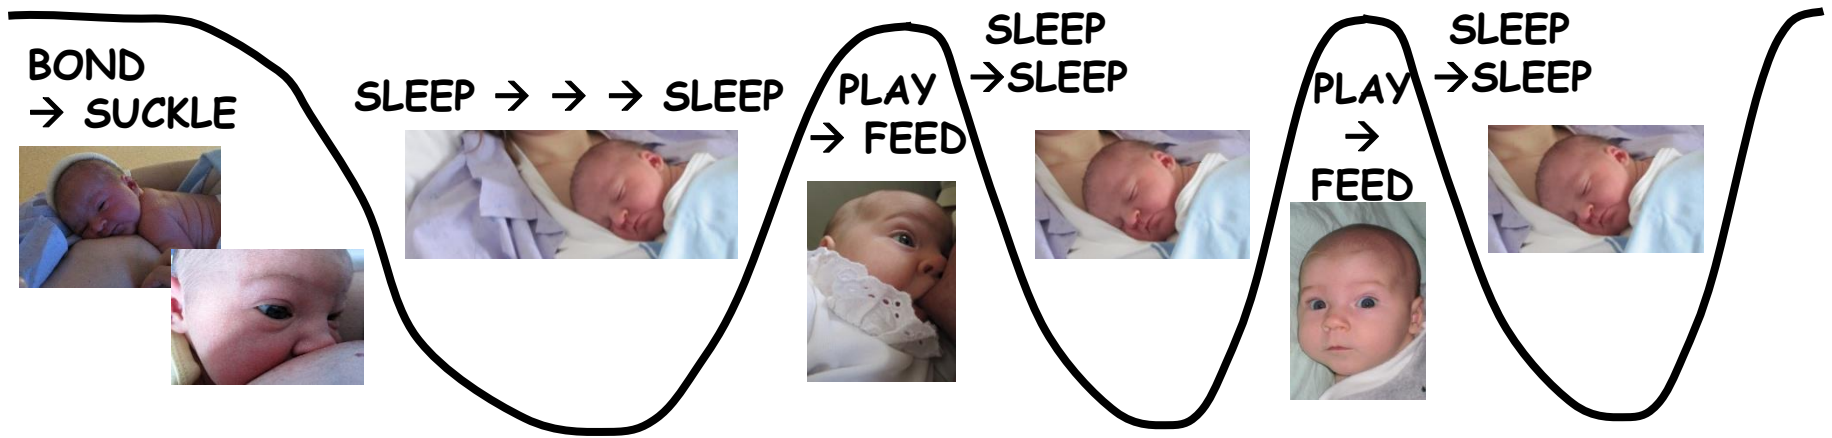 BOND
→ SUCKLE
SLEEP → → → SLEEP
PLAY
→ FEED
SLEEP
→SLEEP
PLAY
→
FEED
SLEEP
→SLEEP